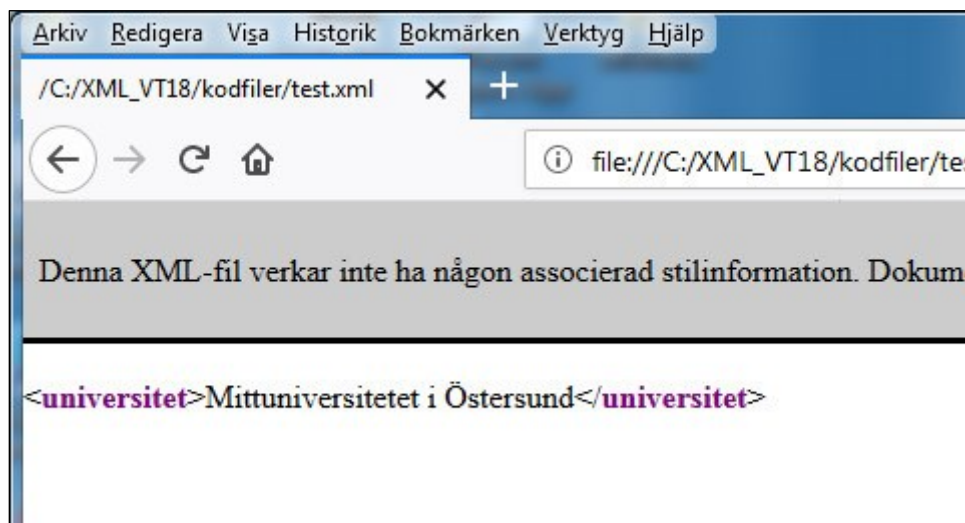 Arkiv Redigera Visa Historik Bokmärken Verktyg Hjälp
/C:/XML_VT18/kodfiler/test.xml
file:///C:/XML_VT18/kodfiler/te
Denna XML-fil verkar inte ha någon associerad stilinformation. Dokum
<universitet>Mittuniversitetet i Östersund</universitet>